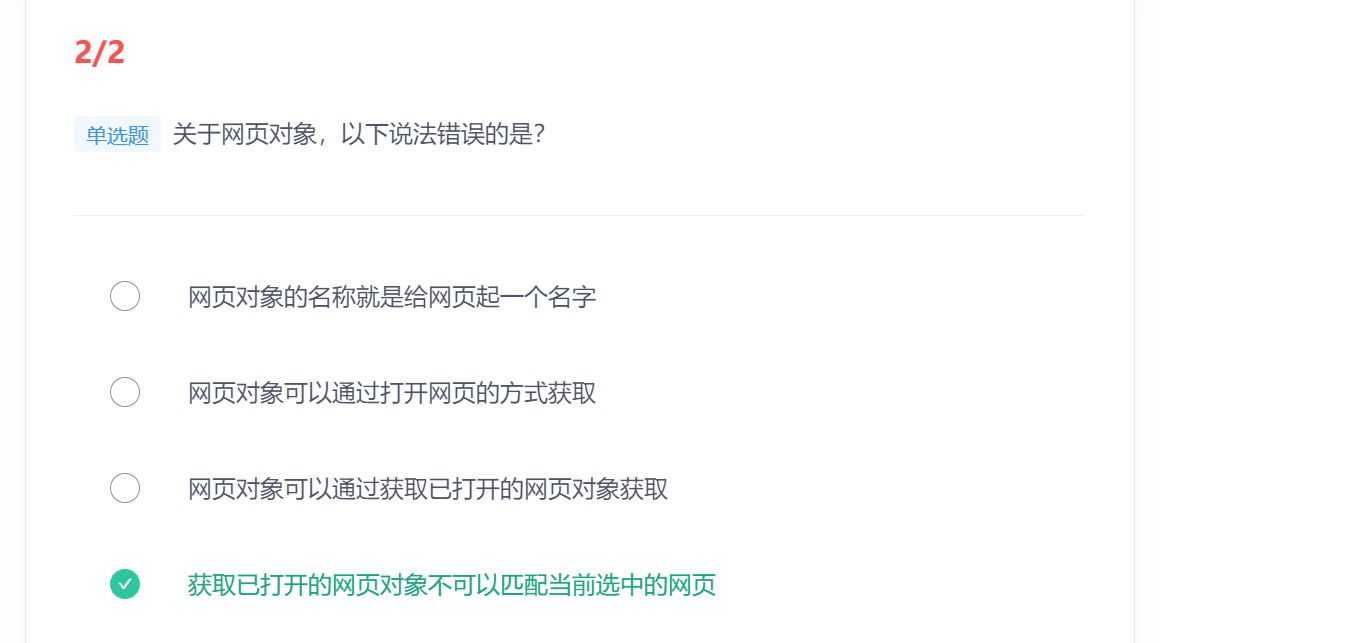 2/2
单选题 关于网页对象，以下说法错误的是？
网页对象的名称就是给网页起一个名字
网页对象可以通过打开网页的方式获取
网页对象可以通过获取已打开的网页对象获取
获取已打开的网页对象不可以匹配当前选中的网页